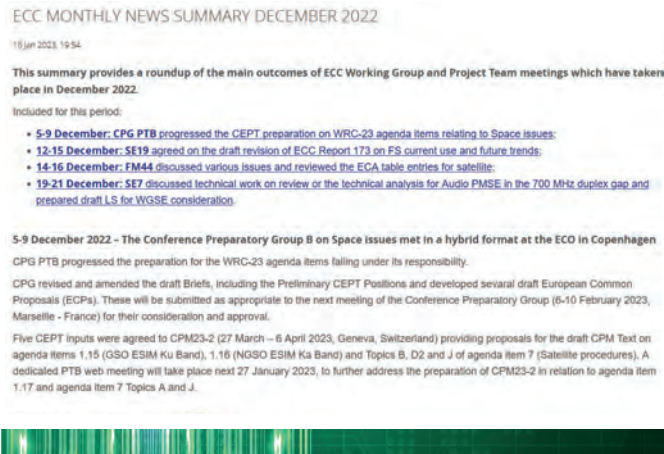 ECC MONTHLY NEWS SUMMARY DECEMBER 2022
16 Jan 2023, 19:54
This summary provides a roundup of the main outcomes of ECC Working Group and Project Team meetings which have taken
place in December 2022.
Included for this period:
• 5-9 December: CPG PTB progressed the CEPT preparation on WRC-23 agenda items relating to Space issues;
• 12-15 December: SE19 agreed on the draft revision of ECC Report 173 on FS current use and future trends;
• 14-16 December: FM44 discussed various issues and reviewed the ECA table entries for satellite;
• 19-21 December: SE7 discussed technical work on review or the technical analysis for Audio PMSE in the 700 MHz duplex gap and
prepared draft LS for WGSE consideration.
5-9 December 2022 – The Conference Preparatory Group B on Space issues met in a hybrid format at the ECO in Copenhagen
CPG PTB progressed the preparation for the WRC-23 agenda items falling under its responsibility.
CPG revised and amended the draft Briefs, including the Preliminary CEPT Positions and developed sevaral draft European Common
Proposals (ECPs). These will be submitted as appropriate to the next meeting of the Conference Preparatory Group (6-10 February 2023,
Marseille - France) for their consideration and approval.
Five CEPT inputs were agreed to CPM23-2 (27 March – 6 April 2023, Geneva, Switzerland) providing proposals for the draft CPM Text on
agenda items 1.15 (GSO ESIM Ku Band), 1.16 (NGSO ESIM Ka Band) and Topics B, D2 and J of agenda item 7 (Satellite procedures). A
dedicated PTB web meeting will take place next 27 January 2023, to further address the preparation of CPM23-2 in relation to agenda item
1.17 and agenda item 7 Topics A and J.